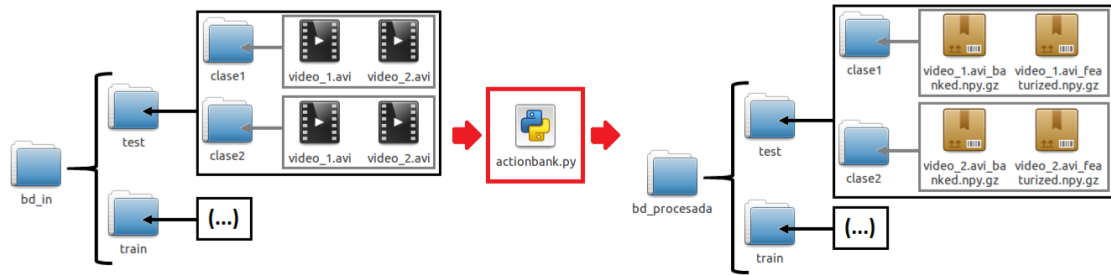 clase1
video_1.avi
video_2.avi
test
clase2
video_1.avi
video_2.avi
bd_in
train
(...)
actionbank.py
clase1
video_1.avi_ba
nked.npy.gz
video_1.avi_fea
turized.npy.gz
test
clase2
video_2.avi_ba
nked.npy.gz
video_2.avi_fea
turized.npy.gz
bd_procesada
train
(...)